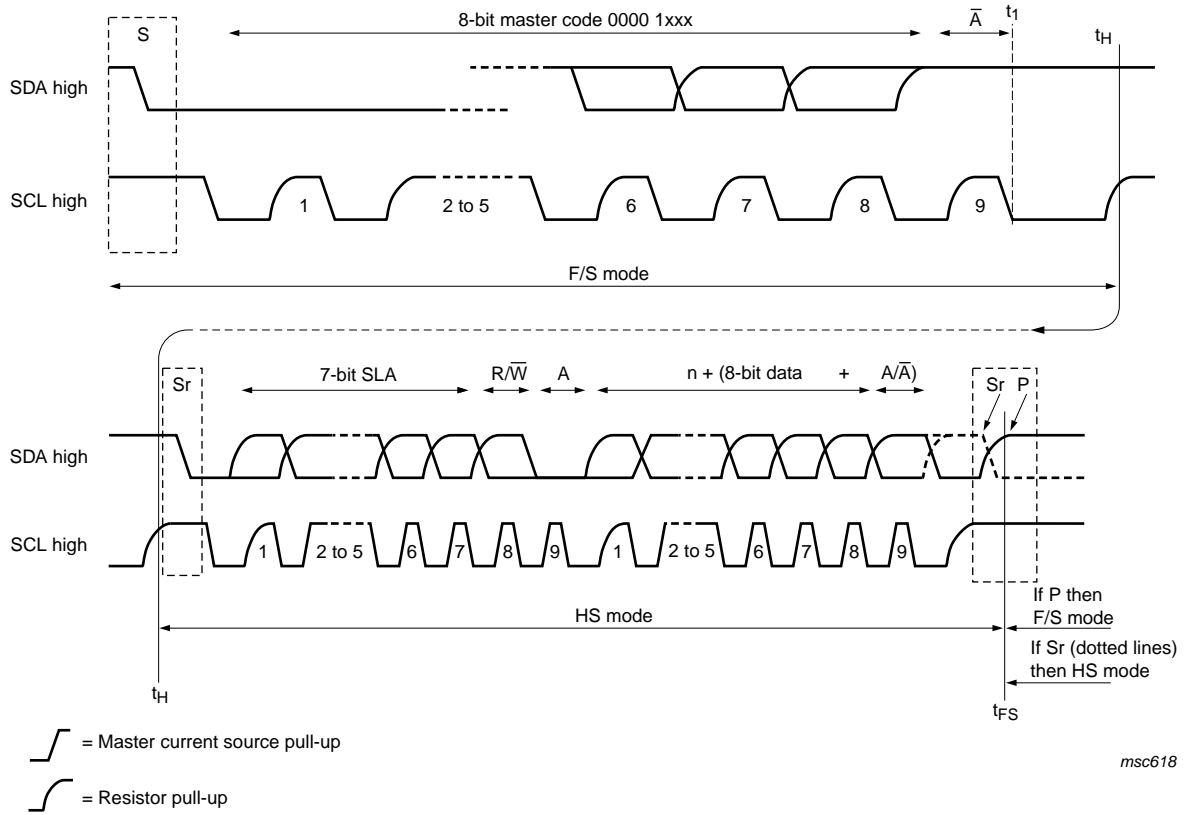 8-bit master code 0000 1xxx
A̅
t1
tH
S
SDA high
SCL high
1
2 to 5
6
7
8
9
F/S mode
Sr
7-bit SLA
R/W̅
A
n + (8-bit data +
A/A̅)
Sr P
SDA high
SCL high
1
2 to 5
6
7
8
9
1
2 to 5
6
7
8
9
HS mode
If P then
F/S mode
If Sr (dotted lines)
then HS mode
tH
tFS
= Master current source pull-up
= Resistor pull-up
msc618